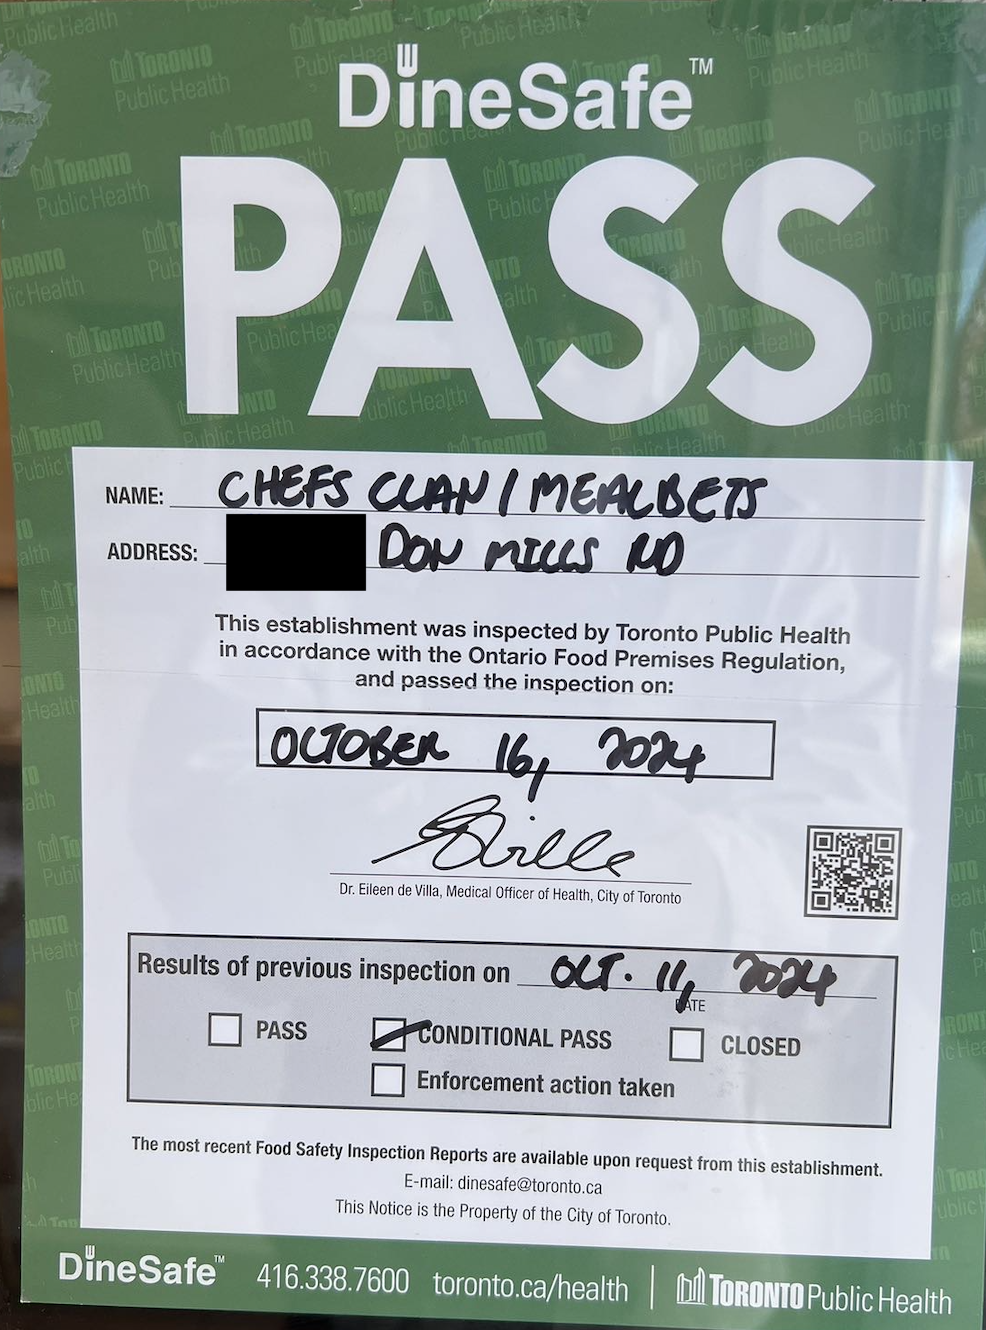 DineSafe™
PASS
NAME: CHEFS CLAN / MEALBETS
ADDRESS: DON MILLS RD
This establishment was inspected by Toronto Public Health
in accordance with the Ontario Food Premises Regulation,
and passed the inspection on:
OCTOBER 16, 2024
Dr. Eileen de Villa, Medical Officer of Health, City of Toronto
Results of previous inspection on OCT. 11, 2024
DATE
PASS CONDITIONAL PASS CLOSED
Enforcement action taken
The most recent Food Safety Inspection Reports are available upon request from this establishment.
E-mail: dinesafe@toronto.ca
This Notice is the Property of the City of Toronto.
DineSafe™ 416.338.7600 toronto.ca/health | TORONTO Public Health